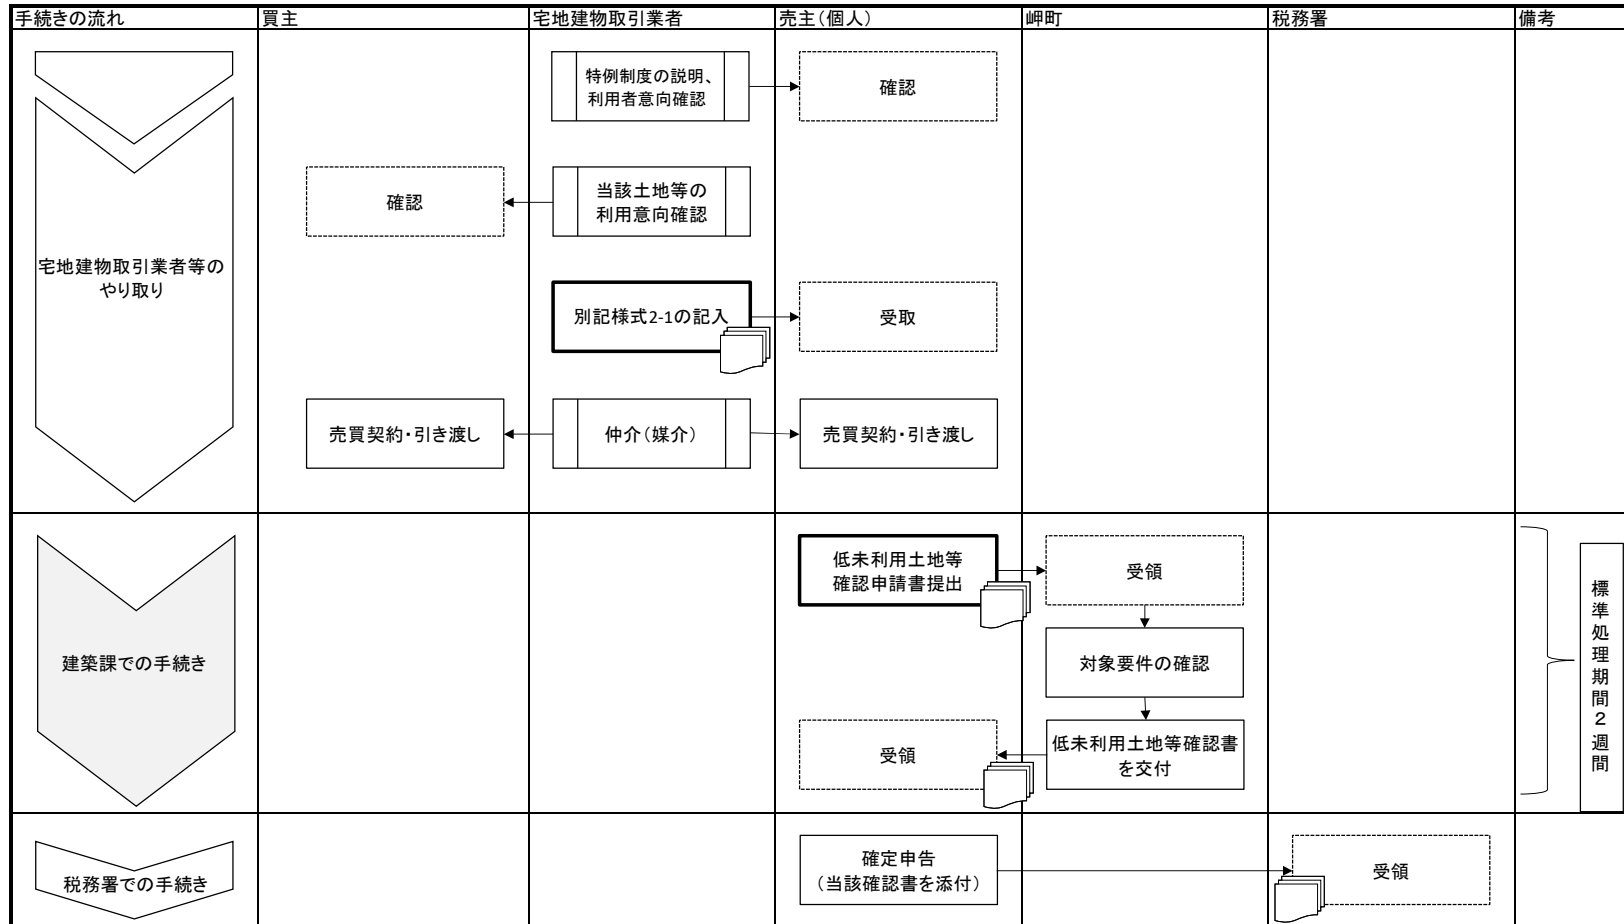 手続きの流れ
買主
宅地建物取引業者
売主（個人）
岬町
税務署
備考
特例制度の説明、
利用者意向確認
確認
確認
当該土地等の
利用意向確認
宅地建物取引業者等の
やり取り
別記様式2-1の記入
受取
売買契約・引き渡し
仲介（媒介）
売買契約・引き渡し
低未利用土地等
確認申請書提出
受領
建築課での手続き
対象要件の確認
受領
低未利用土地等確認書
を交付
標準処理期間２週間
税務署での手続き
確定申告
（当該確認書を添付）
受領